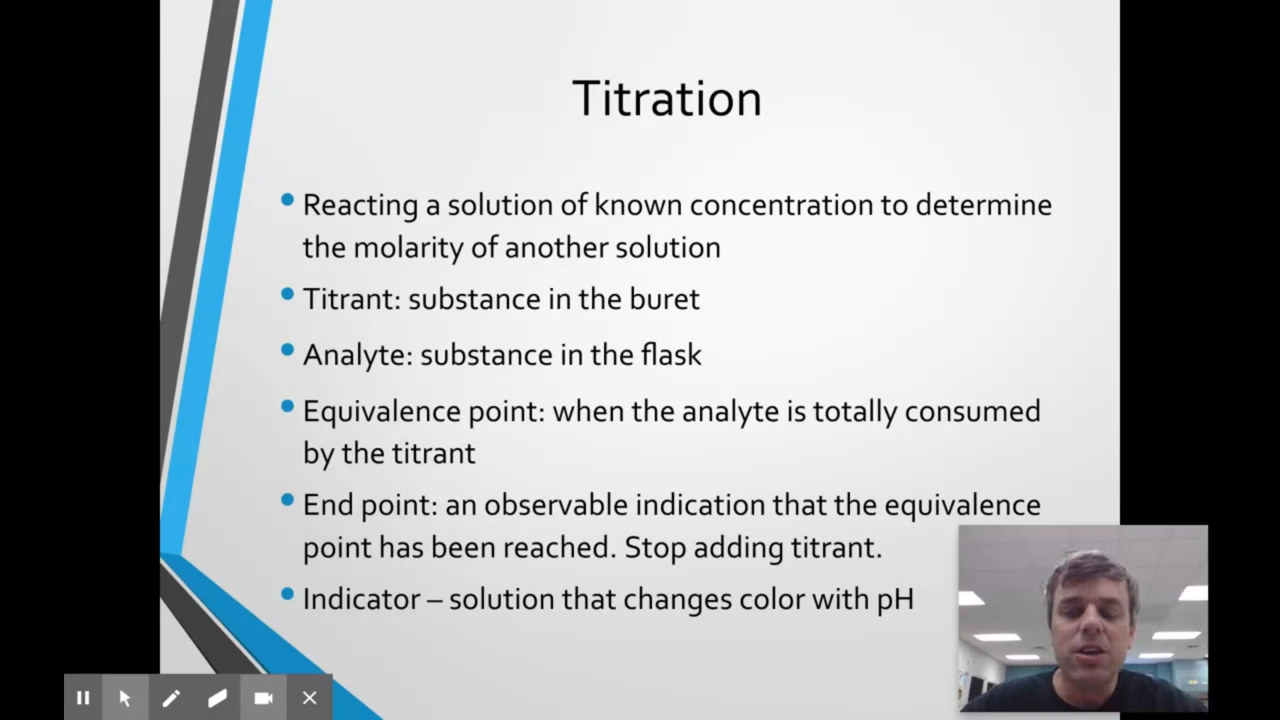 Titration
Reacting a solution of known concentration to determine
the molarity of another solution
Titrant: substance in the buret
Analyte: substance in the flask
Equivalence point: when the analyte is totally consumed
by the titrant
End point: an observable indication that the equivalence
point has been reached. Stop adding titrant.
Indicator – solution that changes color with pH